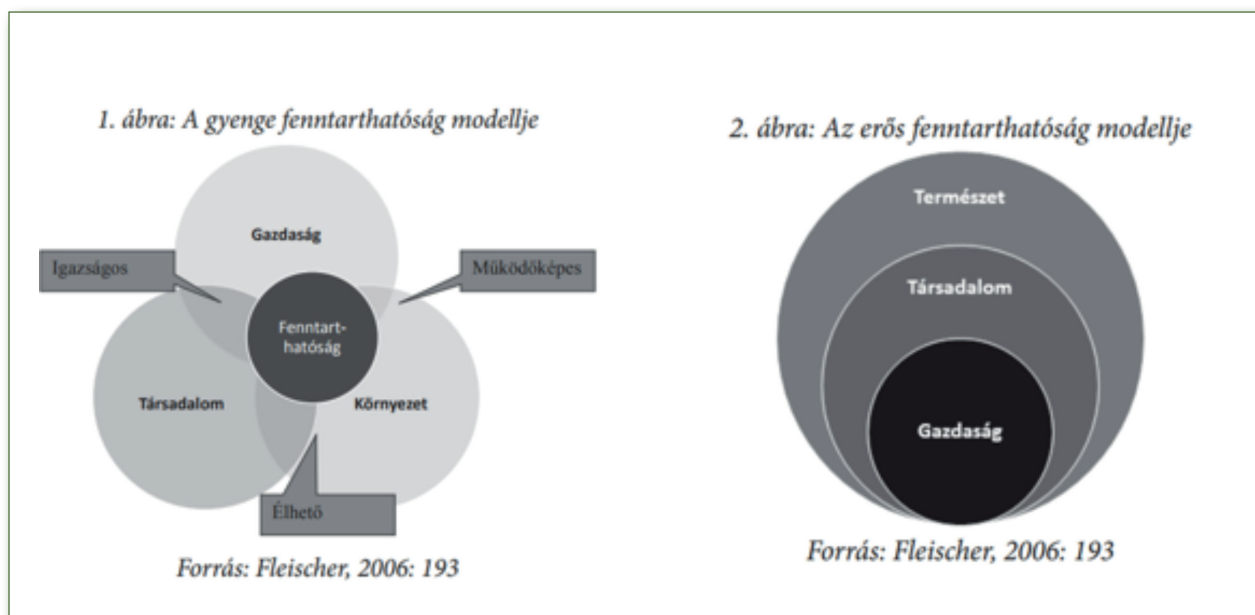 1. ábra: A gyenge fenntarthatóság modellje
Gazdaság
Igazságos
Működőképes
Fenntart-
hatóság
Társadalom
Környezet
Élhető
Forrás: Fleischer, 2006: 193
2. ábra: Az erős fenntarthatóság modellje
Természet
Társadalom
Gazdaság
Forrás: Fleischer, 2006: 193